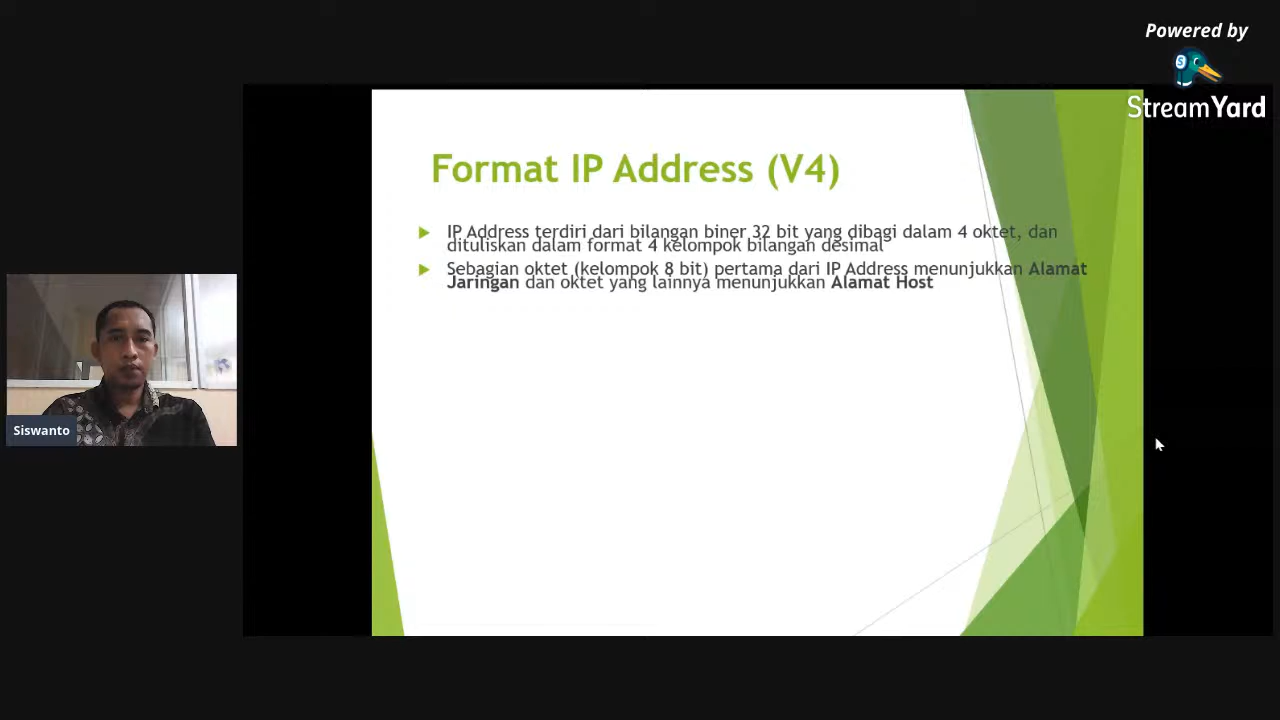 Powered by
StreamYard
Format IP Address (V4)
IP Address terdiri dari bilangan biner 32 bit yang dibagi dalam 4 oktet, dan
dituliskan dalam format 4 kelompok bilangan desimal
Sebagian oktet (kelompok 8 bit) pertama dari IP Address menunjukkan Alamat
Jaringan dan oktet yang lainnya menunjukkan Alamat Host
Siswanto